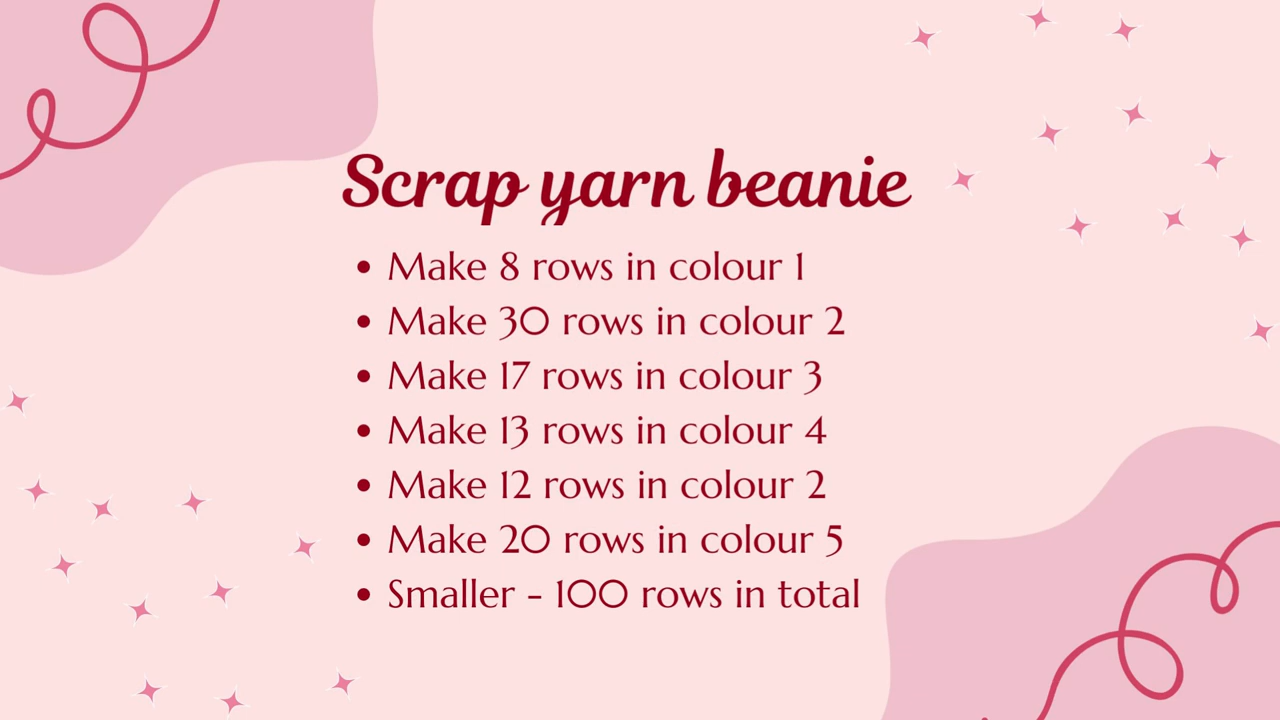 Scrap yarn beanie
• Make 8 rows in colour 1
• Make 30 rows in colour 2
• Make 17 rows in colour 3
• Make 13 rows in colour 4
• Make 12 rows in colour 2
• Make 20 rows in colour 5
• Smaller - 100 rows in total